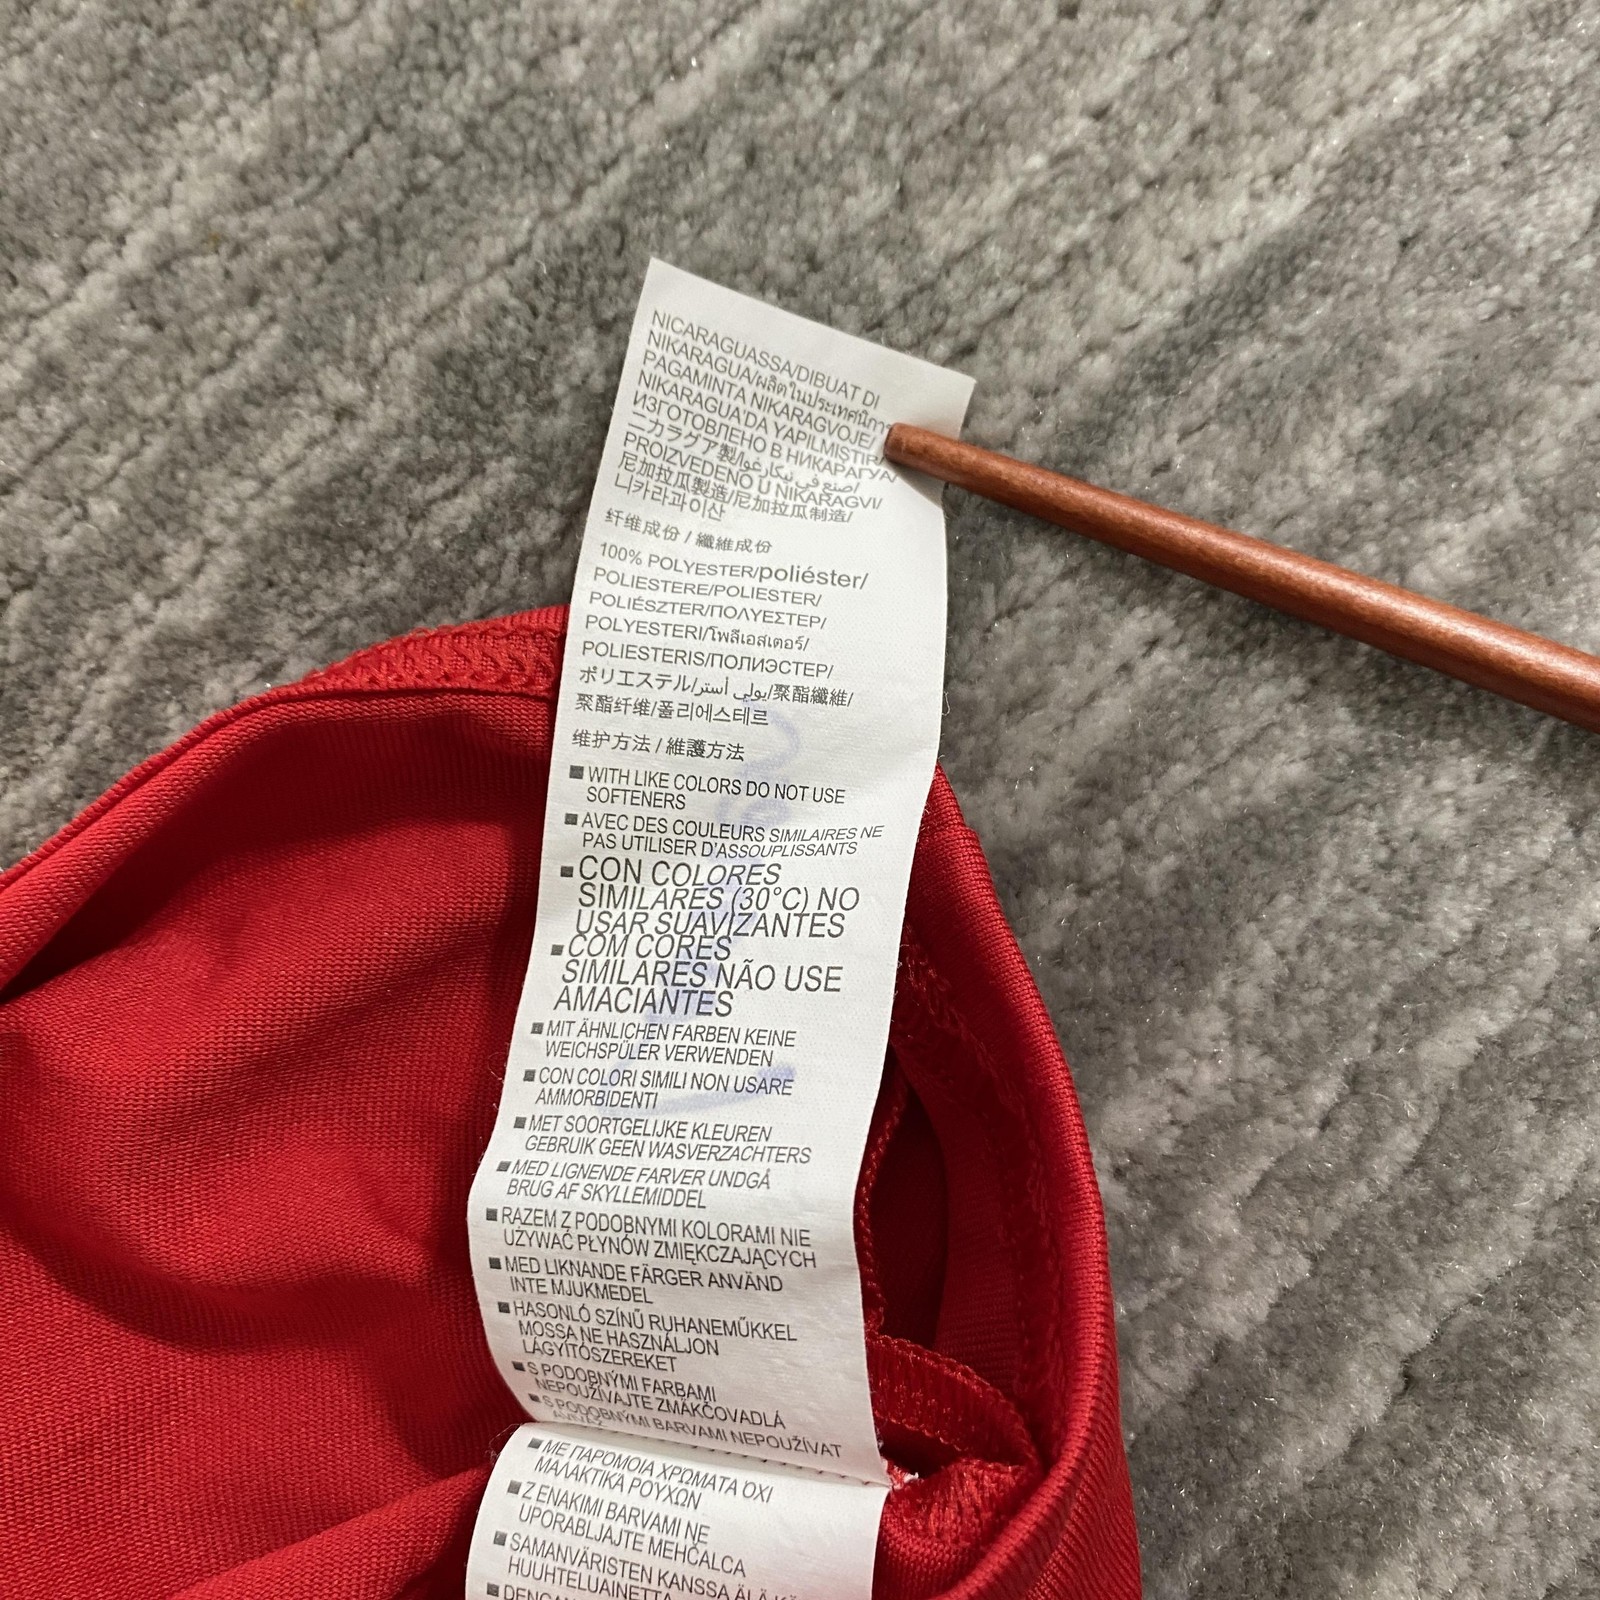 NICARAGUASSA/DIBUAT DI
NIKARAGUA/ผลิตในประเทศนิการ
PAGAMINTA NIKARAGVOJE/
NIKARAGUA'DA YAPILMIŞTIR/
ИЗГОТОВЛЕНО В НИКАРАГУА/
ニカラグア製/صنع في نيكاراغوا/
PROIZVEDENO U NIKARAGVI/
尼加拉瓜製造/尼加拉瓜制造/
니카라과이산
纤维成份 / 纖維成份
100% POLYESTER/poliéster/
POLIESTERE/POLIESTER/
POLIÉSZTER/ΠΟΛΥΕΣΤΕΡ/
POLYESTERI/โพลีเอสเตอร์/
POLIESTERIS/ПОЛИЭСТЕР/
ポリエステル/بولي أستر/聚酯纖維/
聚酯纤维/폴리에스테르
维护方法 / 維護方法
WITH LIKE COLORS DO NOT USE
SOFTENERS
AVEC DES COULEURS SIMILAIRES NE
PAS UTILISER D'ASSOUPLISSANTS
CON COLORES
SIMILARES (30°C) NO
USAR SUAVIZANTES
COM CORES
SIMILARES NÃO USE
AMACIANTES
MIT ÄHNLICHEN FARBEN KEINE
WEICHSPÜLER VERWENDEN
CON COLORI SIMILI NON USARE
AMMORBIDENTI
MET SOORTGELIJKE KLEUREN
GEBRUIK GEEN WASVERZACHTERS
MED LIGNENDE FARVER UNDGÅ
BRUG AF SKYLLEMIDDEL
RAZEM Z PODOBNYMI KOLORAMI NIE
UŻYWAĆ PŁYNÓW ZMIĘKCZAJĄCYCH
MED LIKNANDE FÄRGER ANVÄND
INTE MJUKMEDEL
HASONLÓ SZÍNŰ RUHANEMŰKKEL
MOSSA NE HASZNÁLJON
LÁGYÍTÓSZEREKET
S PODOBNÝMI FARBAMI
NEPOUŽÍVAJTE ZMÄKČOVADLÁ
S PODOBNÝMI BARVAMI NEPOUŽÍVAT
AVIVÁŽ
ΜΕ ΠΑΡΌΜΟΙΑ ΧΡΏΜΑΤΑ ΌΧΙ
ΜΑΛΑΚΤΙΚΆ ΡΟΎΧΩΝ
Z ENAKIMI BARVAMI NE
UPORABLJAJTE MEHČALCA
SAMANVÄRISTEN KANSSA ÄLÄ
HUUHTELUAINETTA